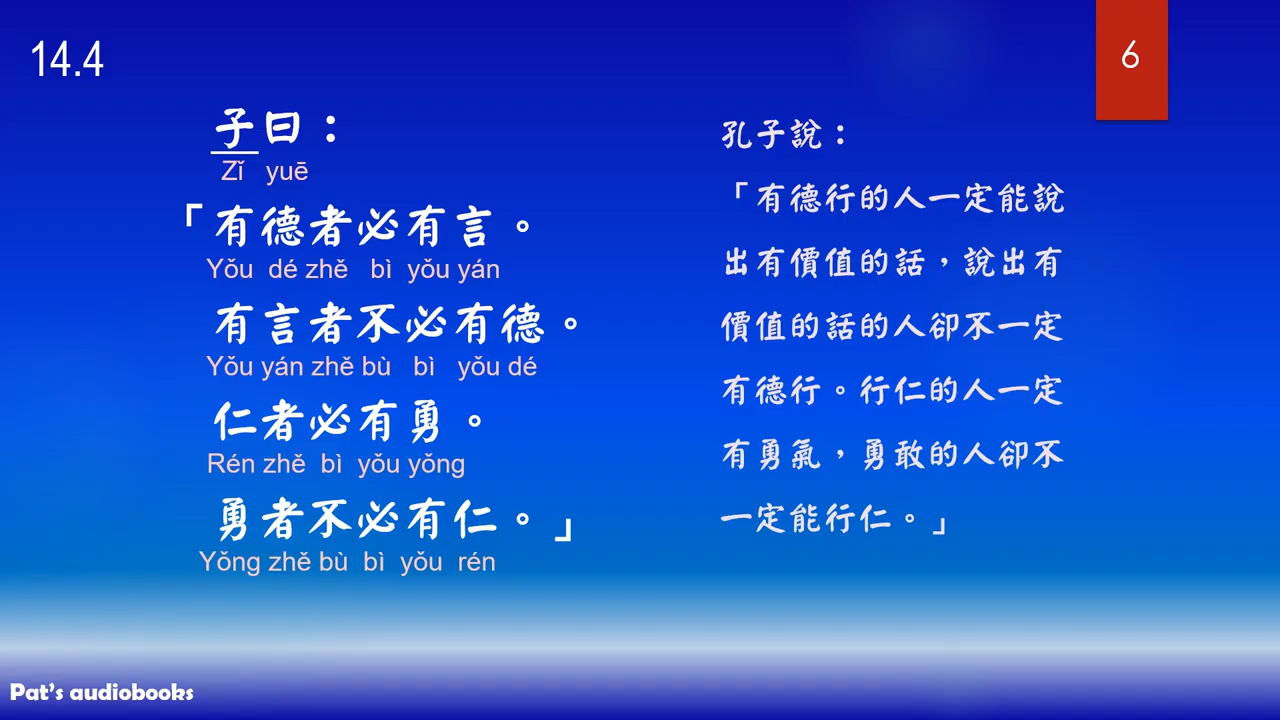 14.4
6
子曰：
Zǐ yuē
「有德者必有言。
Yǒu dé zhě bì yǒu yán
有言者不必有德。
Yǒu yán zhě bù bì yǒu dé
仁者必有勇。
Rén zhě bì yǒu yǒng
勇者不必有仁。」
Yǒng zhě bù bì yǒu rén
孔子說：
「有德行的人一定能說
出有價值的話，說出有
價值的話的人卻不一定
有德行。行仁的人一定
有勇氣，勇敢的人卻不
一定能行仁。」
Pat's audiobooks